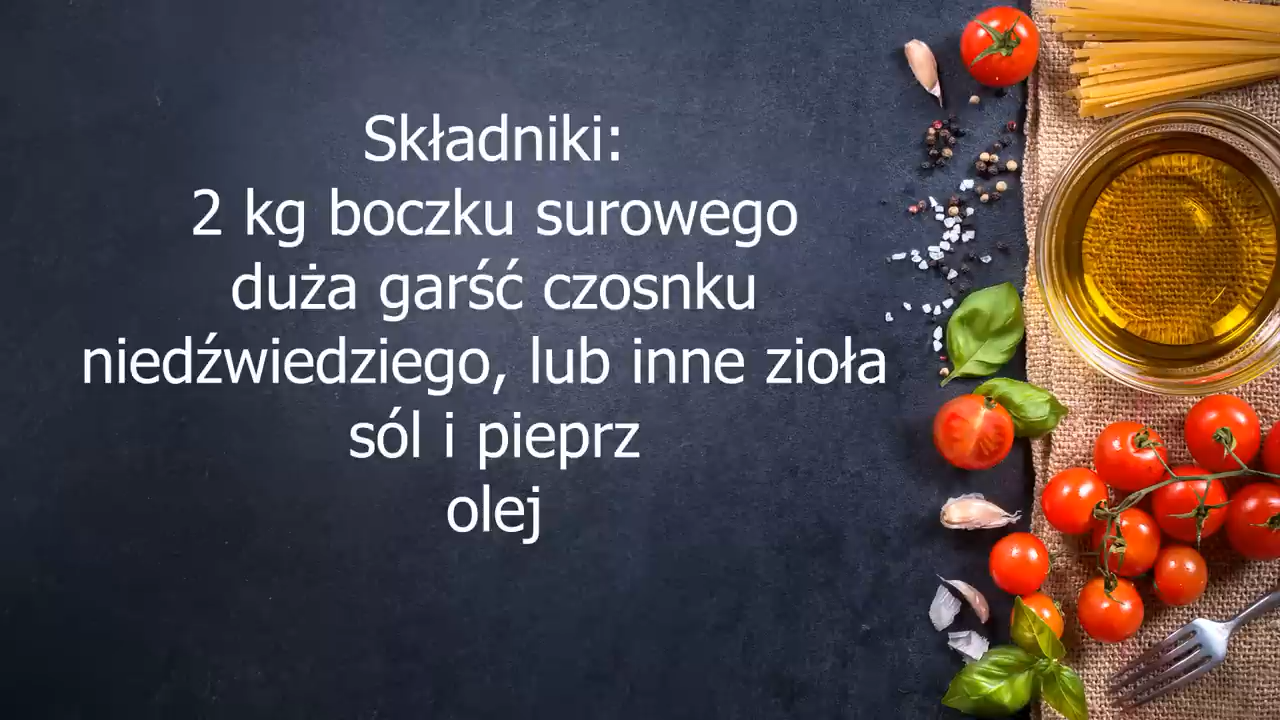 Składniki:
2 kg boczku surowego
duża garść czosnku
niedźwiedziego, lub inne zioła
sól i pieprz
olej